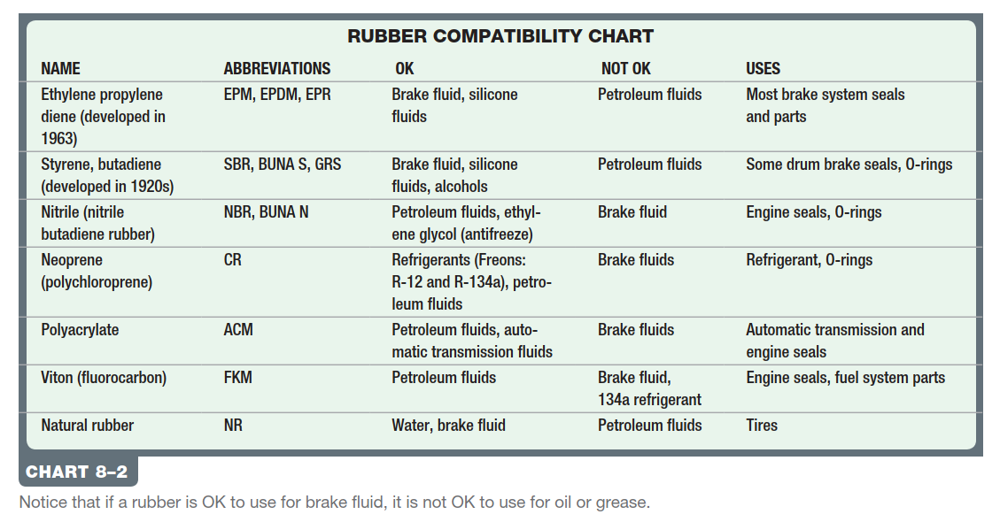 RUBBER COMPATIBILITY CHART
NAME ABBREVIATIONS OK NOT OK USES
Ethylene propylene EPM, EPDM, EPR Brake fluid, silicone Petroleum fluids Most brake system seals
diene (developed in fluids and parts
1963)
Styrene, butadiene SBR, BUNA S, GRS Brake fluid, silicone Petroleum fluids Some drum brake seals, O-rings
(developed in 1920s) fluids, alcohols
Nitrile (nitrile NBR, BUNA N Petroleum fluids, ethyl- Brake fluid Engine seals, O-rings
butadiene rubber) ene glycol (antifreeze)
Neoprene CR Refrigerants (Freons: Brake fluids Refrigerant, O-rings
(polychloroprene) R-12 and R-134a), petro-
leum fluids
Polyacrylate ACM Petroleum fluids, auto- Brake fluids Automatic transmission and
matic transmission fluids engine seals
Viton (fluorocarbon) FKM Petroleum fluids Brake fluid, Engine seals, fuel system parts
134a refrigerant
Natural rubber NR Water, brake fluid Petroleum fluids Tires
CHART 8–2
Notice that if a rubber is OK to use for brake fluid, it is not OK to use for oil or grease.